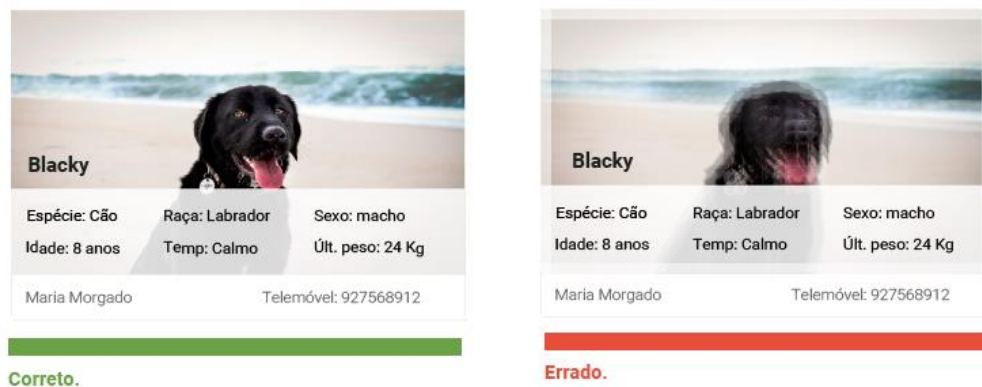 Blacky
Espécie: Cão Raça: Labrador Sexo: macho
Idade: 8 anos Temp: Calmo Últ. peso: 24 Kg
Maria Morgado Telemóvel: 927568912
Correto.
Blacky
Espécie: Cão Raça: Labrador Sexo: macho
Idade: 8 anos Temp: Calmo Últ. peso: 24 Kg
Maria Morgado Telemóvel: 927568912
Errado.